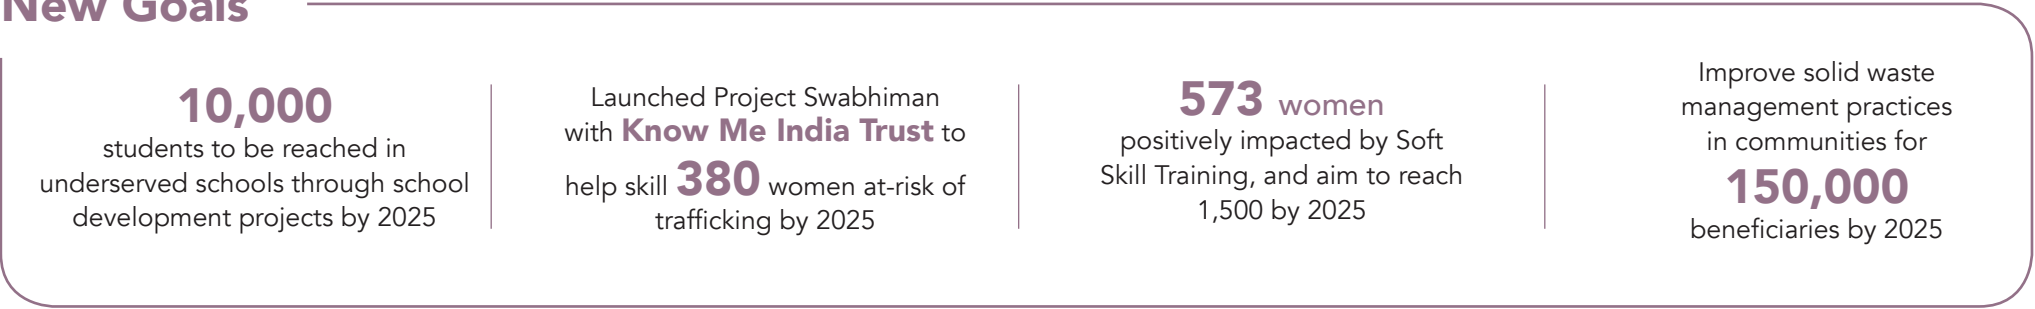 New Goals
10,000
students to be reached in
underserved schools through school
development projects by 2025
Launched Project Swabhiman
with Know Me India Trust to
help skill 380 women at-risk of
trafficking by 2025
573 women
positively impacted by Soft
Skill Training, and aim to reach
1,500 by 2025
Improve solid waste
management practices
in communities for
150,000
beneficiaries by 2025